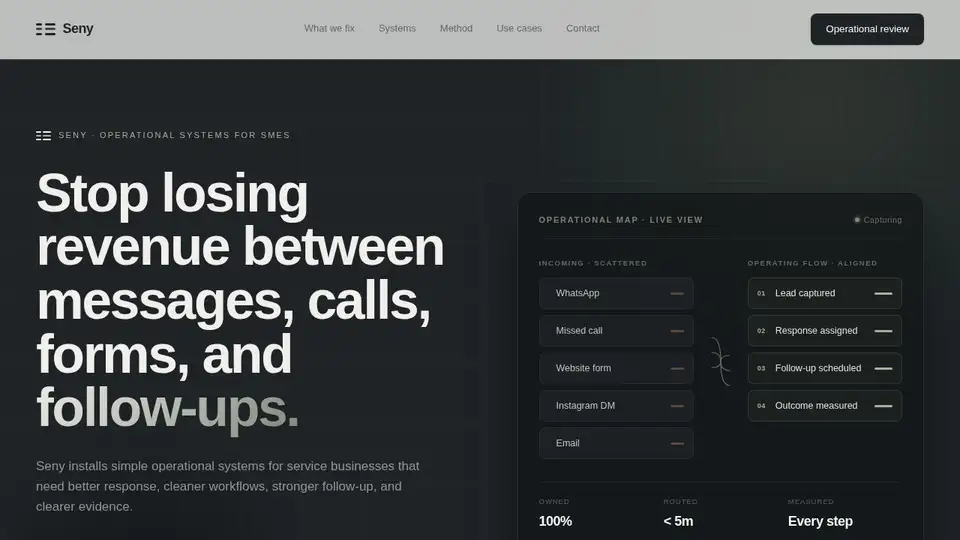 Seny
What we fix
Systems
Method
Use cases
Contact
Operational review
SENY · OPERATIONAL SYSTEMS FOR SMES
Stop losing
revenue between
messages, calls,
forms, and
follow-ups.
Seny installs simple operational systems for service businesses that
need better response, cleaner workflows, stronger follow-up, and
clearer evidence.
OPERATIONAL MAP · LIVE VIEW
Capturing
INCOMING · SCATTERED
WhatsApp
Missed call
Website form
Instagram DM
Email
OPERATING FLOW · ALIGNED
01 Lead captured
02 Response assigned
03 Follow-up scheduled
04 Outcome measured
OWNED
100%
ROUTED
< 5m
MEASURED
Every step